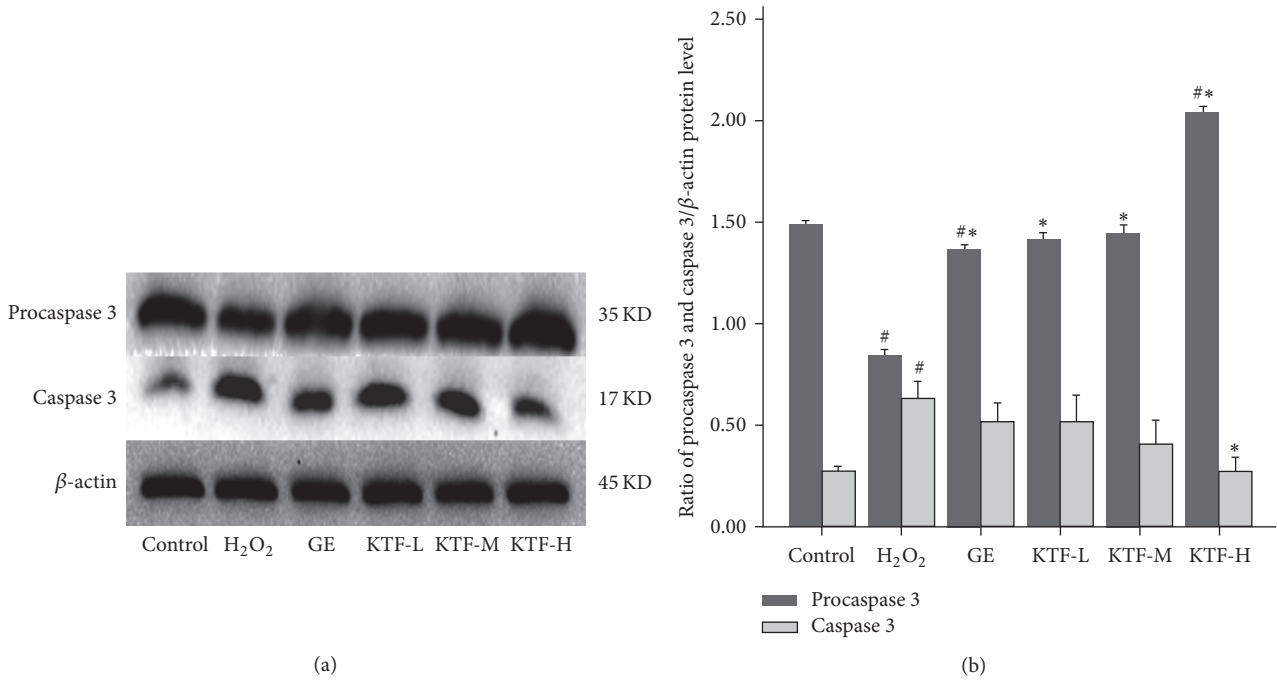 Procaspase 3 35 KD
Caspase 3 17 KD
β-actin 45 KD
Control H₂O₂ GE KTF-L KTF-M KTF-H
(a)
Ratio of procaspase 3 and caspase 3/β-actin protein level
2.50
2.00
1.50
1.00
0.50
0.00
#
#
#*
*
*
#*
*
Control H₂O₂ GE KTF-L KTF-M KTF-H
Procaspase 3
Caspase 3
(b)